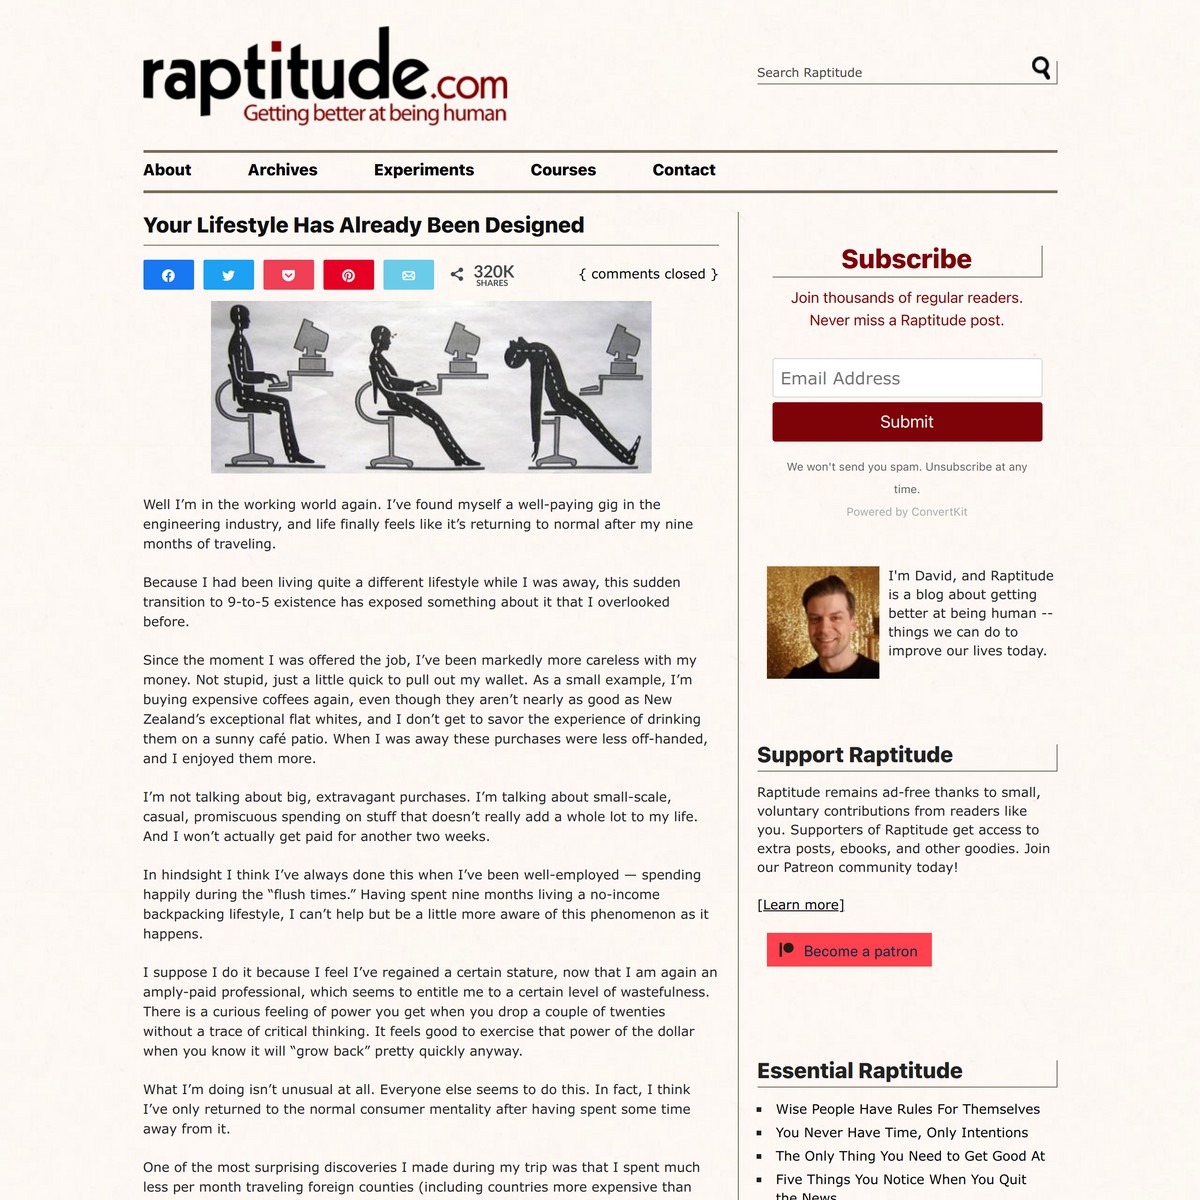 raptitude.com
Getting better at being human
Search Raptitude
About Archives Experiments Courses Contact
Your Lifestyle Has Already Been Designed
320K
SHARES
{ comments closed }
Well I’m in the working world again. I’ve found myself a well-paying gig in the
engineering industry, and life finally feels like it’s returning to normal after my nine
months of traveling.
Because I had been living quite a different lifestyle while I was away, this sudden
transition to 9-to-5 existence has exposed something about it that I overlooked
before.
Since the moment I was offered the job, I’ve been markedly more careless with my
money. Not stupid, just a little quick to pull out my wallet. As a small example, I’m
buying expensive coffees again, even though they aren’t nearly as good as New
Zealand’s exceptional flat whites, and I don’t get to savor the experience of drinking
them on a sunny café patio. When I was away these purchases were less off-handed,
and I enjoyed them more.
I’m not talking about big, extravagant purchases. I’m talking about small-scale,
casual, promiscuous spending on stuff that doesn’t really add a whole lot to my life.
And I won’t actually get paid for another two weeks.
In hindsight I think I’ve always done this when I’ve been well-employed — spending
happily during the “flush times.” Having spent nine months living a no-income
backpacking lifestyle, I can’t help but be a little more aware of this phenomenon as it
happens.
I suppose I do it because I feel I’ve regained a certain stature, now that I am again an
amply-paid professional, which seems to entitle me to a certain level of wastefulness.
There is a curious feeling of power you get when you drop a couple of twenties
without a trace of critical thinking. It feels good to exercise that power of the dollar
when you know it will “grow back” pretty quickly anyway.
What I’m doing isn’t unusual at all. Everyone else seems to do this. In fact, I think
I’ve only returned to the normal consumer mentality after having spent some time
away from it.
One of the most surprising discoveries I made during my trip was that I spent much
less per month traveling foreign counties (including countries more expensive than
Subscribe
Join thousands of regular readers.
Never miss a Raptitude post.
Email Address
Submit
We won't send you spam. Unsubscribe at any
time.
Powered by ConvertKit
I'm David, and Raptitude
is a blog about getting
better at being human --
things we can do to
improve our lives today.
Support Raptitude
Raptitude remains ad-free thanks to small,
voluntary contributions from readers like
you. Supporters of Raptitude get access to
extra posts, ebooks, and other goodies. Join
our Patreon community today!
[Learn more]
Become a patron
Essential Raptitude
Wise People Have Rules For Themselves
You Never Have Time, Only Intentions
The Only Thing You Need to Get Good At
Five Things You Notice When You Quit
the News